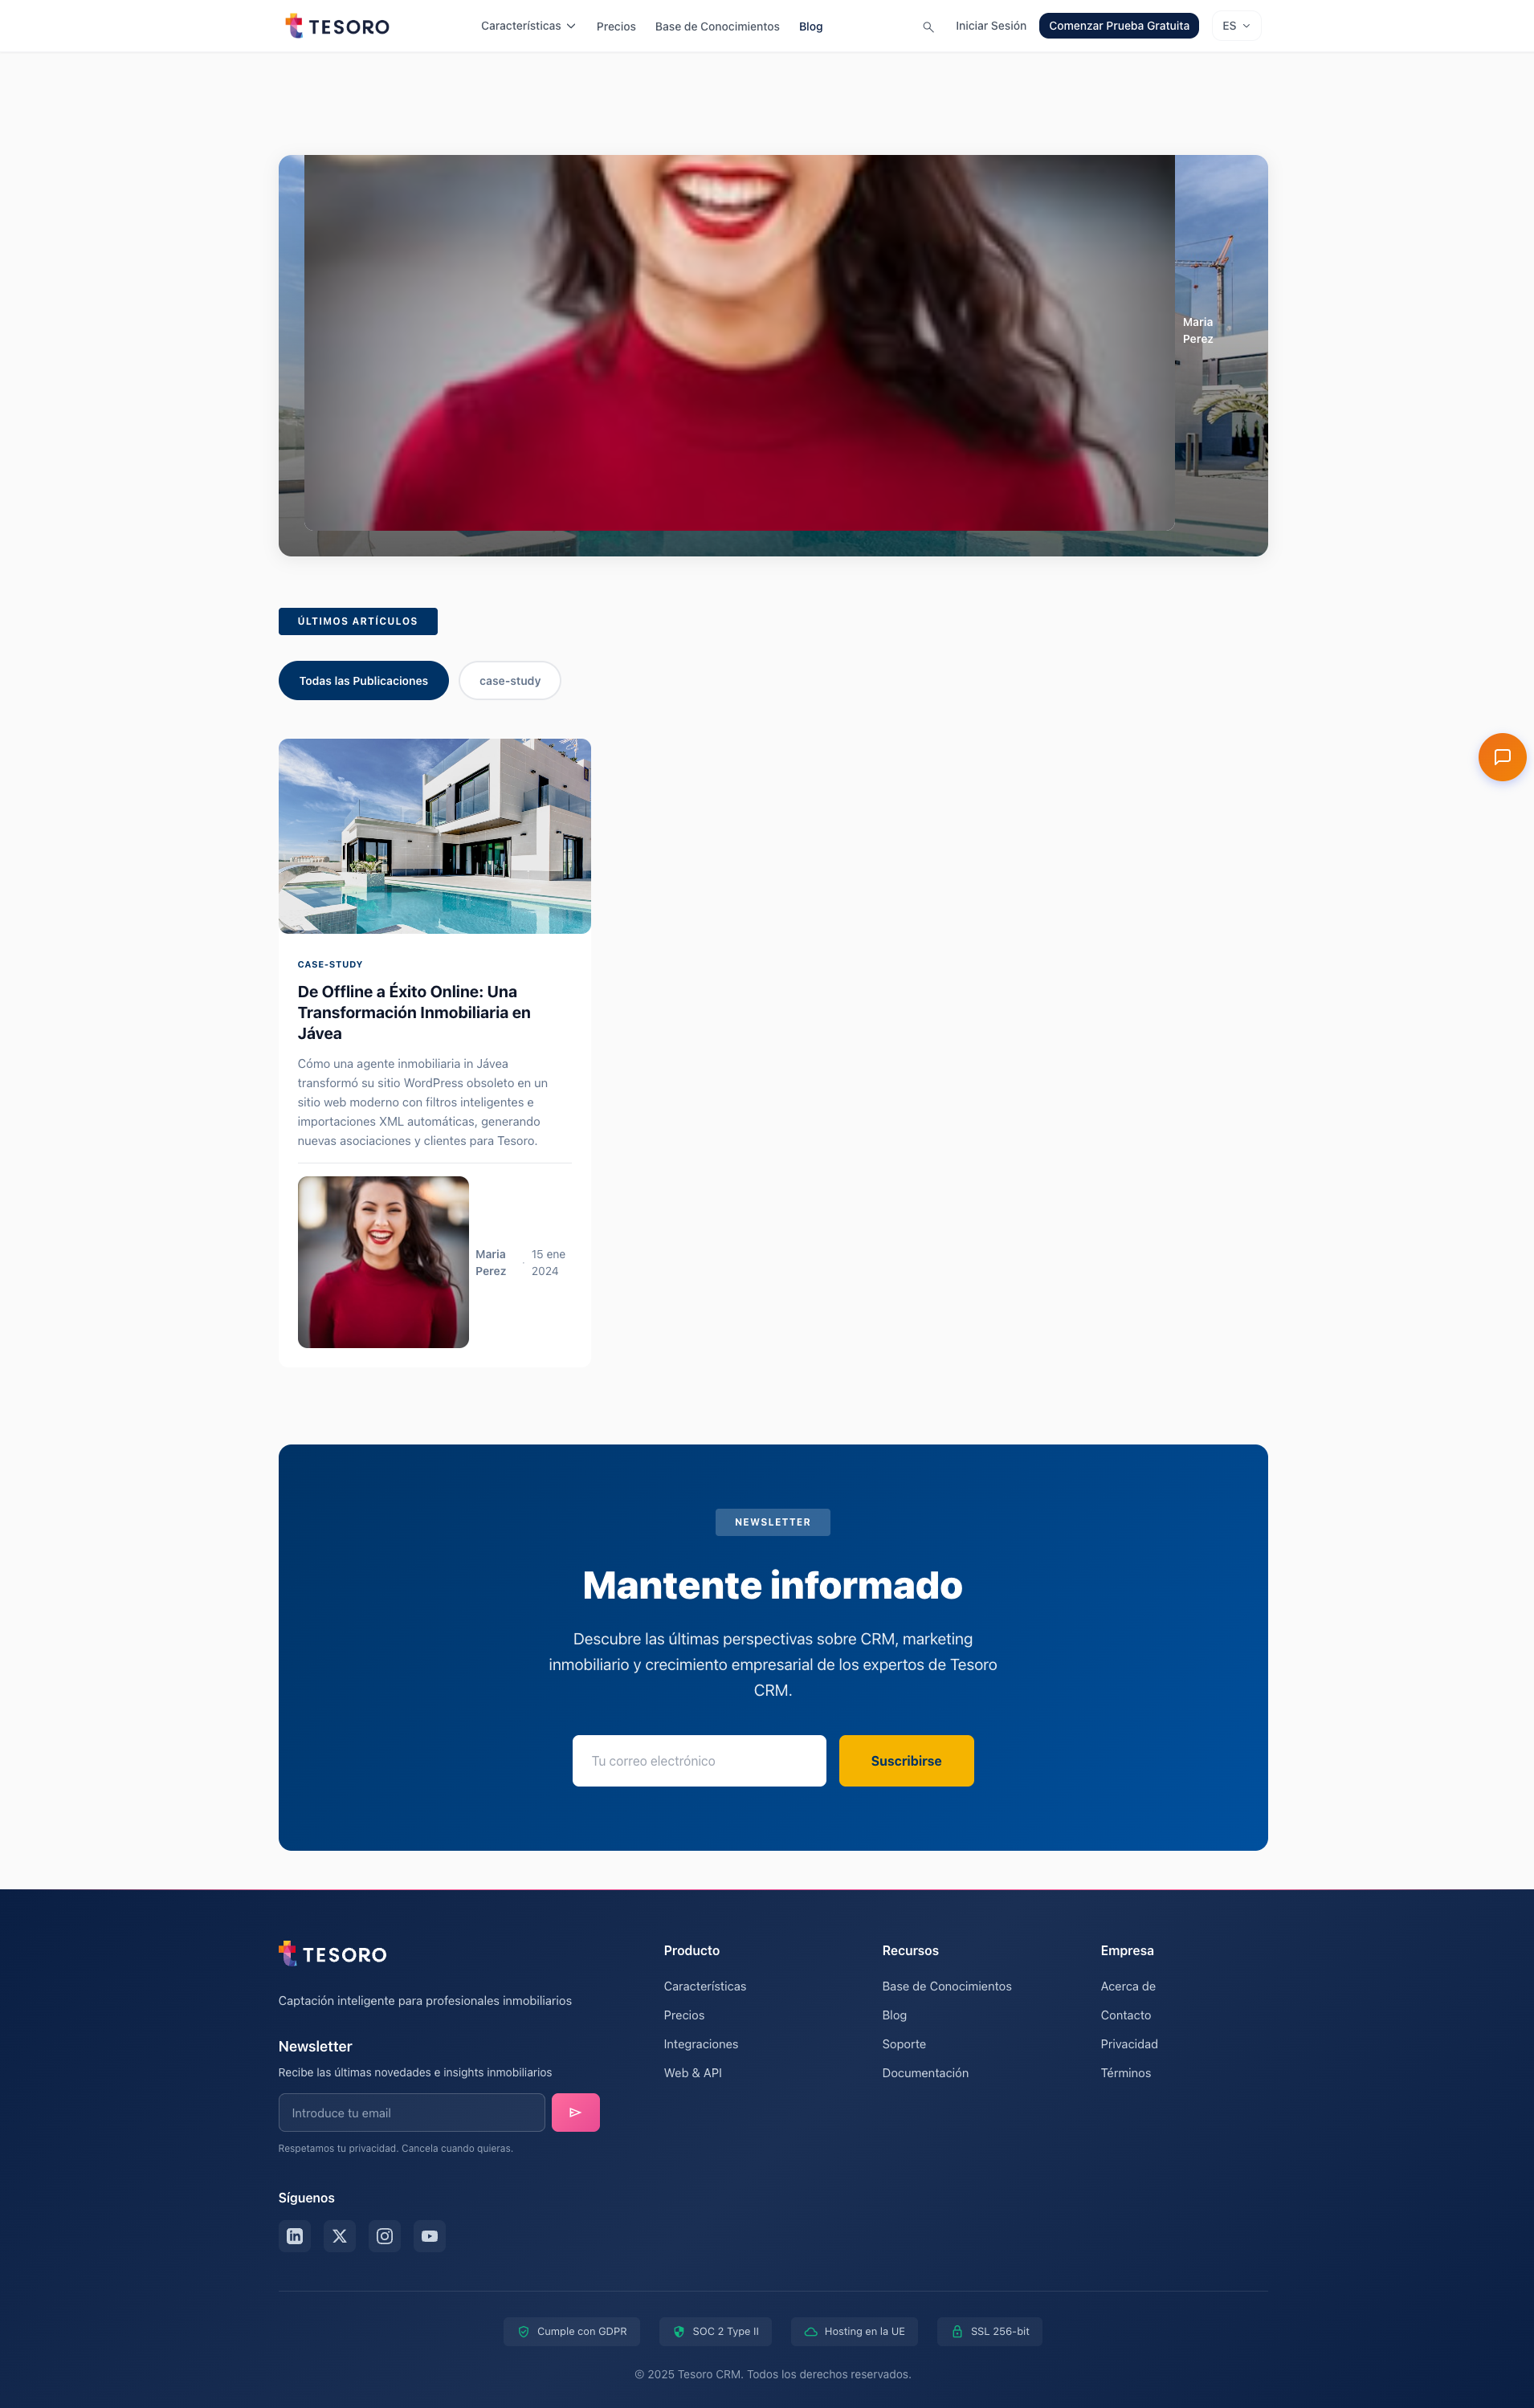 TESORO
Características
Precios
Base de Conocimientos
Blog
Iniciar Sesión
Comenzar Prueba Gratuita
ES
Maria
Perez
ÚLTIMOS ARTÍCULOS
Todas las Publicaciones
case-study
CASE-STUDY
De Offline a Éxito Online: Una
Transformación Inmobiliaria en
Jávea
Cómo una agente inmobiliaria in Jávea
transformó su sitio WordPress obsoleto en un
sitio web moderno con filtros inteligentes e
importaciones XML automáticas, generando
nuevas asociaciones y clientes para Tesoro.
Maria
Perez
·
15 ene
2024
NEWSLETTER
Mantente informado
Descubre las últimas perspectivas sobre CRM, marketing
inmobiliario y crecimiento empresarial de los expertos de Tesoro
CRM.
Tu correo electrónico
Suscribirse
TESORO
Captación inteligente para profesionales inmobiliarios
Newsletter
Recibe las últimas novedades e insights inmobiliarios
Introduce tu email
Respetamos tu privacidad. Cancela cuando quieras.
Síguenos
Producto
Características
Precios
Integraciones
Web & API
Recursos
Base de Conocimientos
Blog
Soporte
Documentación
Empresa
Acerca de
Contacto
Privacidad
Términos
Cumple con GDPR
SOC 2 Type II
Hosting en la UE
SSL 256-bit
© 2025 Tesoro CRM. Todos los derechos reservados.